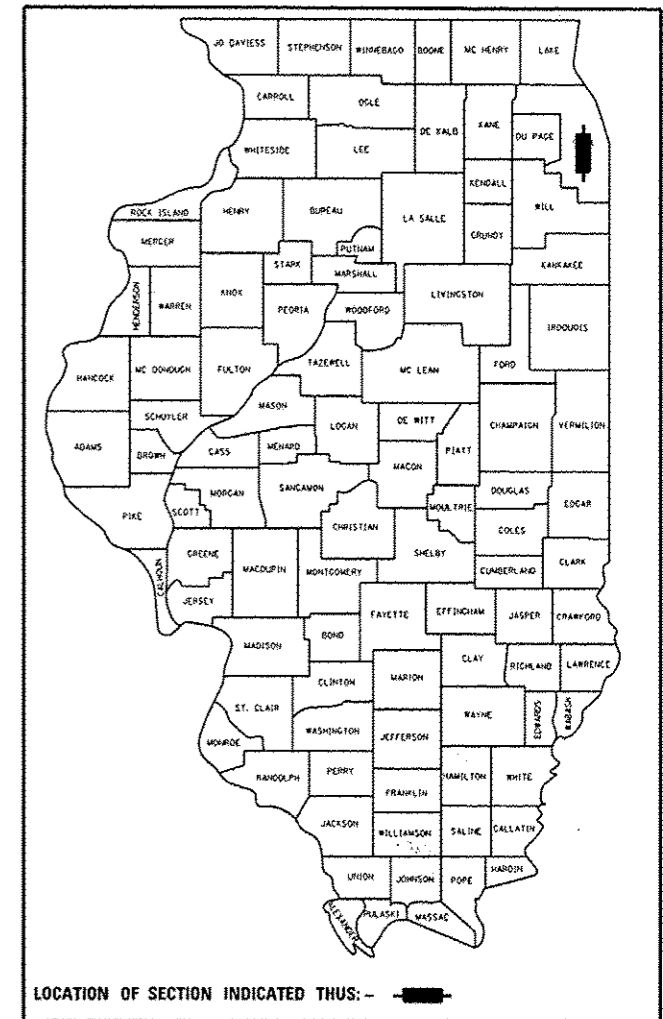 JO DAVIESS STEPHENSON WINNEBAGO BOONE MC HENRY LAKE
CARROLL OGLE DE KALB KANE DU PAGE
WHITESIDE LEE KENDALL WILL
ROCK ISLAND HENRY BUREAU LA SALLE GRUNDY
MERCER PUTNAM KANKAKEE
STARK MARSHALL
HENDERSON WARREN KNOX PEORIA WOODFORD LIVINGSTON IROQUOIS
HANCOCK MC DONOUGH FULTON TAZEWELL MC LEAN FORD
SCHUYLER MASON LOGAN DE WITT CHAMPAIGN VERMILION
ADAMS BROWN CASS MENARD MACON PIATT
PIKE SCOTT MORGAN SANGAMON CHRISTIAN MOULTRIE DOUGLAS EDGAR
COLES
CALHOUN GREENE MACOUPIN MONTGOMERY SHELBY CUMBERLAND CLARK
JERSEY FAYETTE EFFINGHAM JASPER CRAWFORD
MADISON BOND
CLINTON MARION CLAY RICHLAND LAWRENCE
ST. CLAIR WASHINGTON JEFFERSON WAYNE EDWARDS WABASH
MONROE
RANDOLPH PERRY FRANKLIN HAMILTON WHITE
JACKSON WILLIAMSON SALINE GALLATIN
UNION JOHNSON POPE HARDIN
ALEXANDER PULASKI MASSAC
LOCATION OF SECTION INDICATED THUS: -